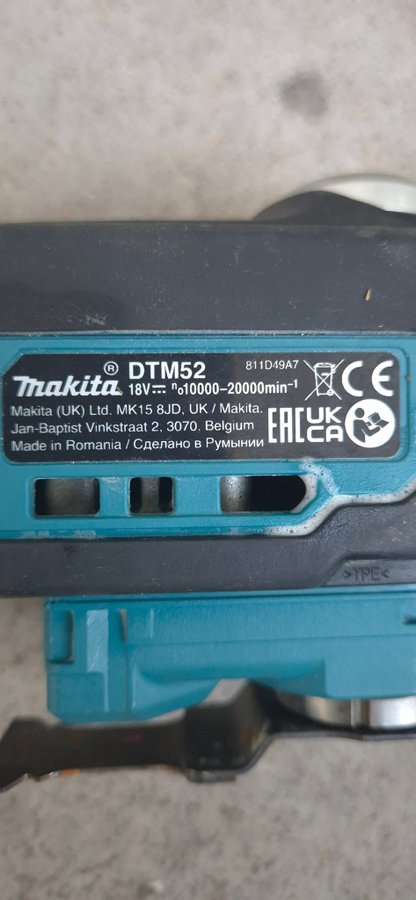 makita® DTM52 811D49A7
18V⎓ n₀10000–20000min⁻¹
Makita (UK) Ltd. MK15 8JD, UK / Makita.
Jan-Baptist Vinkstraat 2, 3070, Belgium
Made in Romania / Сделано в Румынии
CE
EAC
UK
CA
>TPE<